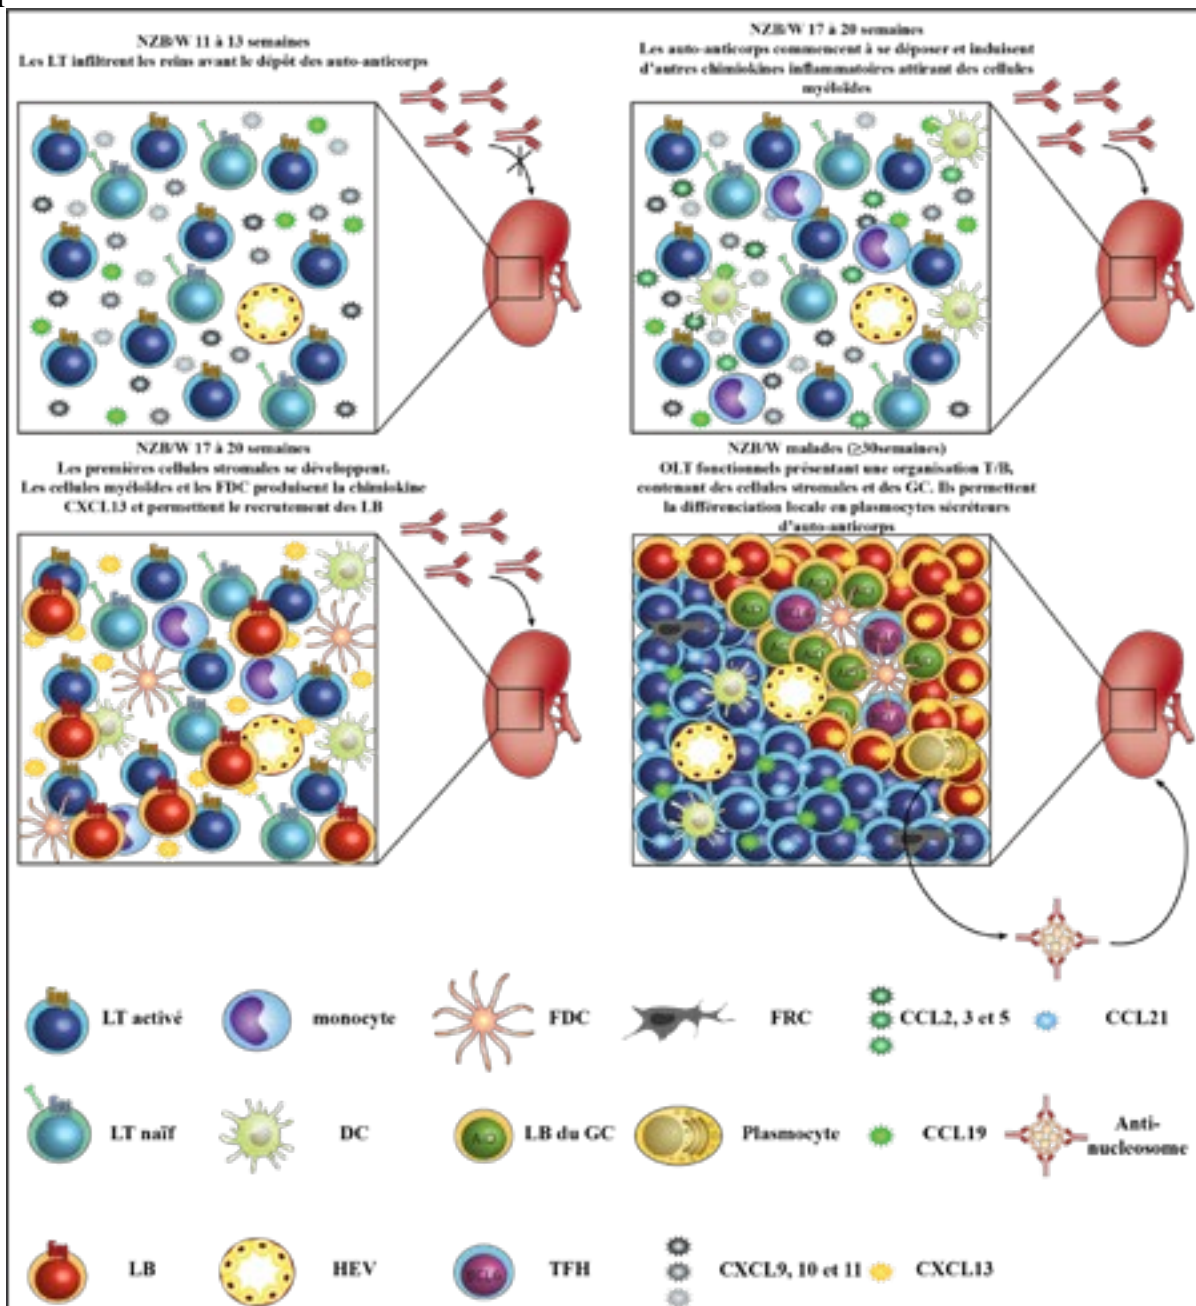 NZB/W 11 à 13 semaines
Les LT infiltrent les reins avant le dépôt des auto-anticorps
NZB/W 17 à 20 semaines
Les auto-anticorps commencent à se déposer et induisent
d'autres chimiokines inflammatoires attirant des cellules
myéloïdes
NZB/W 17 à 20 semaines
Les premières cellules stromales se développent.
Les cellules myéloïdes et les FDC produisent la chimiokine
CXCL13 et permettent le recrutement des LB
NZB/W malades (≥30semaines)
OLT fonctionnels présentant une organisation T/B,
contenant des cellules stromales et des GC. Ils permettent
la différenciation locale en plasmocytes sécréteurs
d'auto-anticorps
LT activé
monocyte
FDC
FRC
CCL2, 3 et 5
CCL21
LT naïf
DC
LB du GC
Plasmocyte
CCL19
Anti-
nucleosome
LB
HEV
BCL6
TFH
CXCL9, 10 et 11
CXCL13